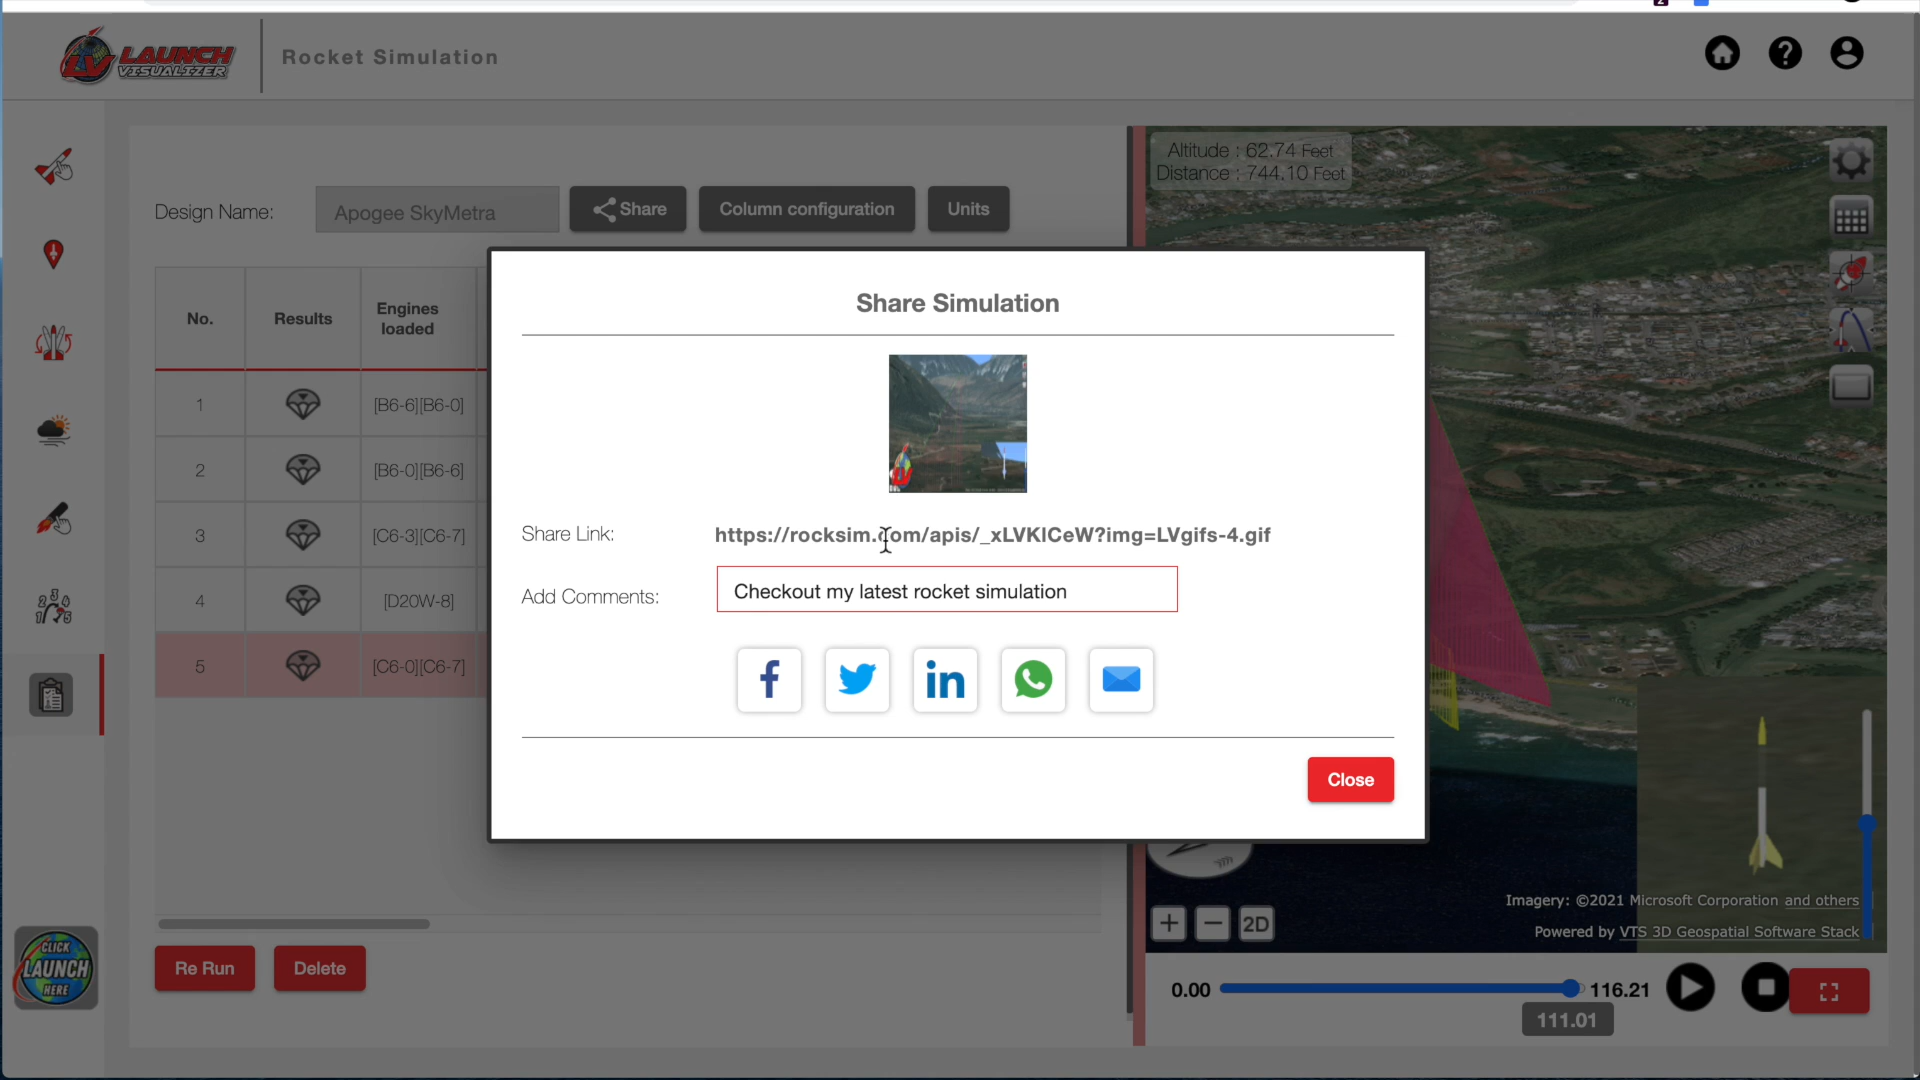 LAUNCH
VISUALIZER
Rocket Simulation
Altitude : 62.74 Feet
Distance : 744.10 Feet
Design Name:
Apogee SkyMetra
Share
Column configuration
Units
No.
Results
Engines
loaded
1
[B6-6][B6-0]
2
[B6-0][B6-6]
3
[C6-3][C6-7]
4
[D20W-8]
5
[C6-0][C6-7]
Share Simulation
Share Link:
https://rocksim.com/apis/_xLVKlCeW?img=LVgifs-4.gif
Add Comments:
Checkout my latest rocket simulation
Close
Imagery: ©2021 Microsoft Corporation and others
Powered by VTS 3D Geospatial Software Stack
+
−
2D
CLICK
LAUNCH
HERE
Re Run
Delete
0.00
116.21
111.01